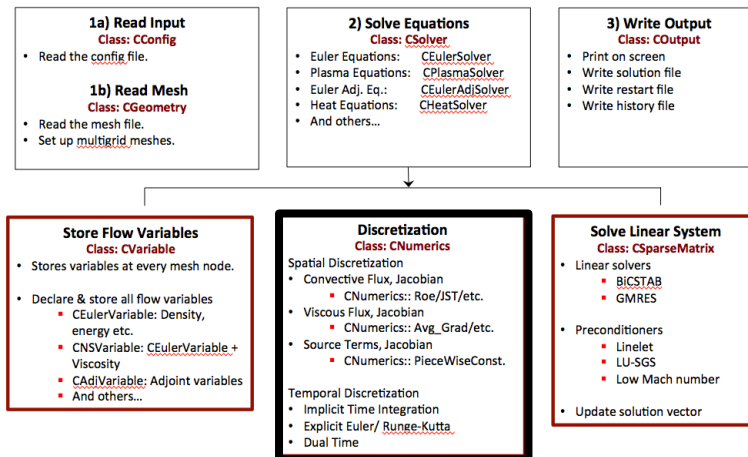 1a) Read Input
Class: CConfig
• Read the config file.
1b) Read Mesh
Class: CGeometry
• Read the mesh file.
• Set up multigrid meshes.
2) Solve Equations
Class: CSolver
• Euler Equations: CEulerSolver
• Plasma Equations: CPlasmaSolver
• Euler Adj. Eq.: CEulerAdjSolver
• Heat Equations: CHeatSolver
• And others...
3) Write Output
Class: COutput
• Print on screen
• Write solution file
• Write restart file
• Write history file
Store Flow Variables
Class: CVariable
• Stores variables at every mesh node.
• Declare & store all flow variables
▪ CEulerVariable: Density,
energy etc.
▪ CNSVariable: CEulerVariable +
Viscosity
▪ CAdjVariable: Adjoint variables
▪ And others...
Discretization
Class: CNumerics
Spatial Discretization
• Convective Flux, Jacobian
▪ CNumerics:: Roe/JST/etc.
• Viscous Flux, Jacobian
▪ CNumerics:: Avg_Grad/etc.
• Source Terms, Jacobian
▪ CNumerics:: PieceWiseConst.
Temporal Discretization
• Implicit Time Integration
• Explicit Euler/ Runge-Kutta
• Dual Time
Solve Linear System
Class: CSparseMatrix
• Linear solvers
▪ BiCSTAB
▪ GMRES
• Preconditioners
▪ Linelet
▪ LU-SGS
▪ Low Mach number
• Update solution vector